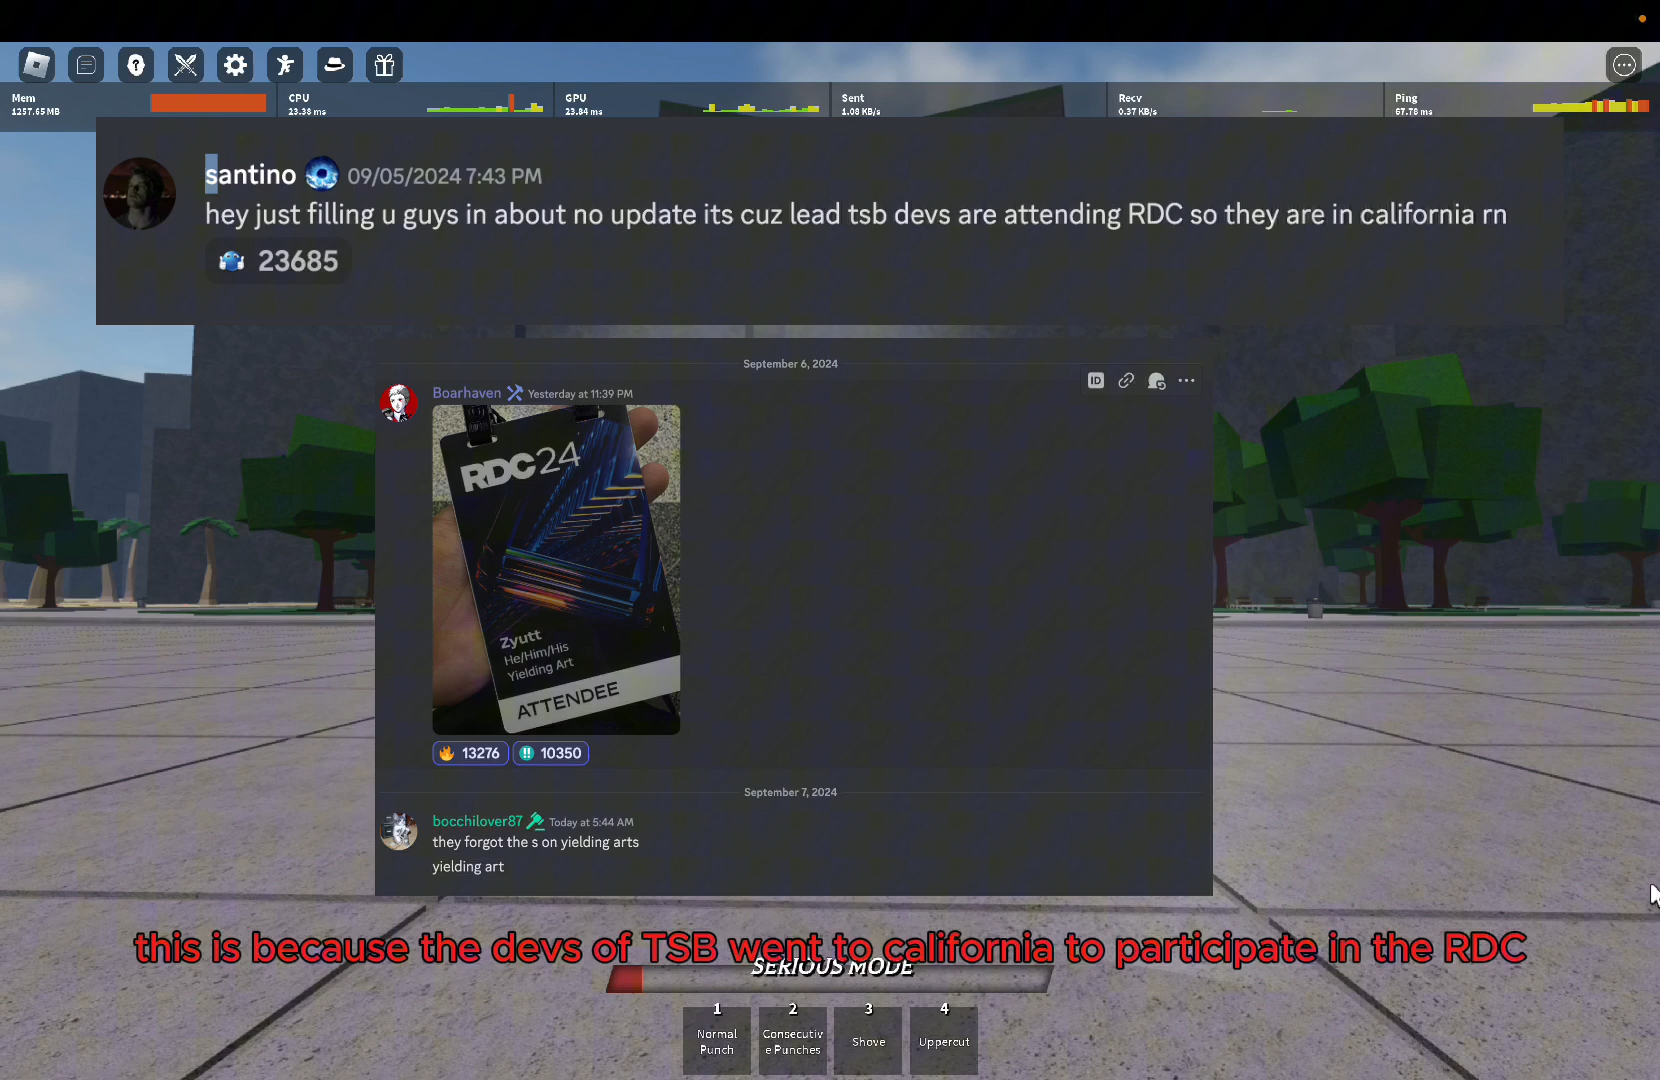 Mem
1257.65 MB
CPU
23.38 ms
GPU
23.84 ms
Sent
1.08 KB/s
Recv
0.37 KB/s
Ping
67.78 ms
santino 09/05/2024 7:43 PM
hey just filling u guys in about no update its cuz lead tsb devs are attending RDC so they are in california rn
23685
September 6, 2024
Boarhaven Yesterday at 11:39 PM
ID
RDC24
Zyutt
He/Him/His
Yielding Art
ATTENDEE
13276
!! 10350
September 7, 2024
bocchilover87 Today at 5:44 AM
they forgot the s on yielding arts
yielding art
this is because the devs of TSB went to california to participate in the RDC
SERIOUS MODE
1 2 3 4
Normal
Punch
Consecutiv
e Punches
Shove
Uppercut